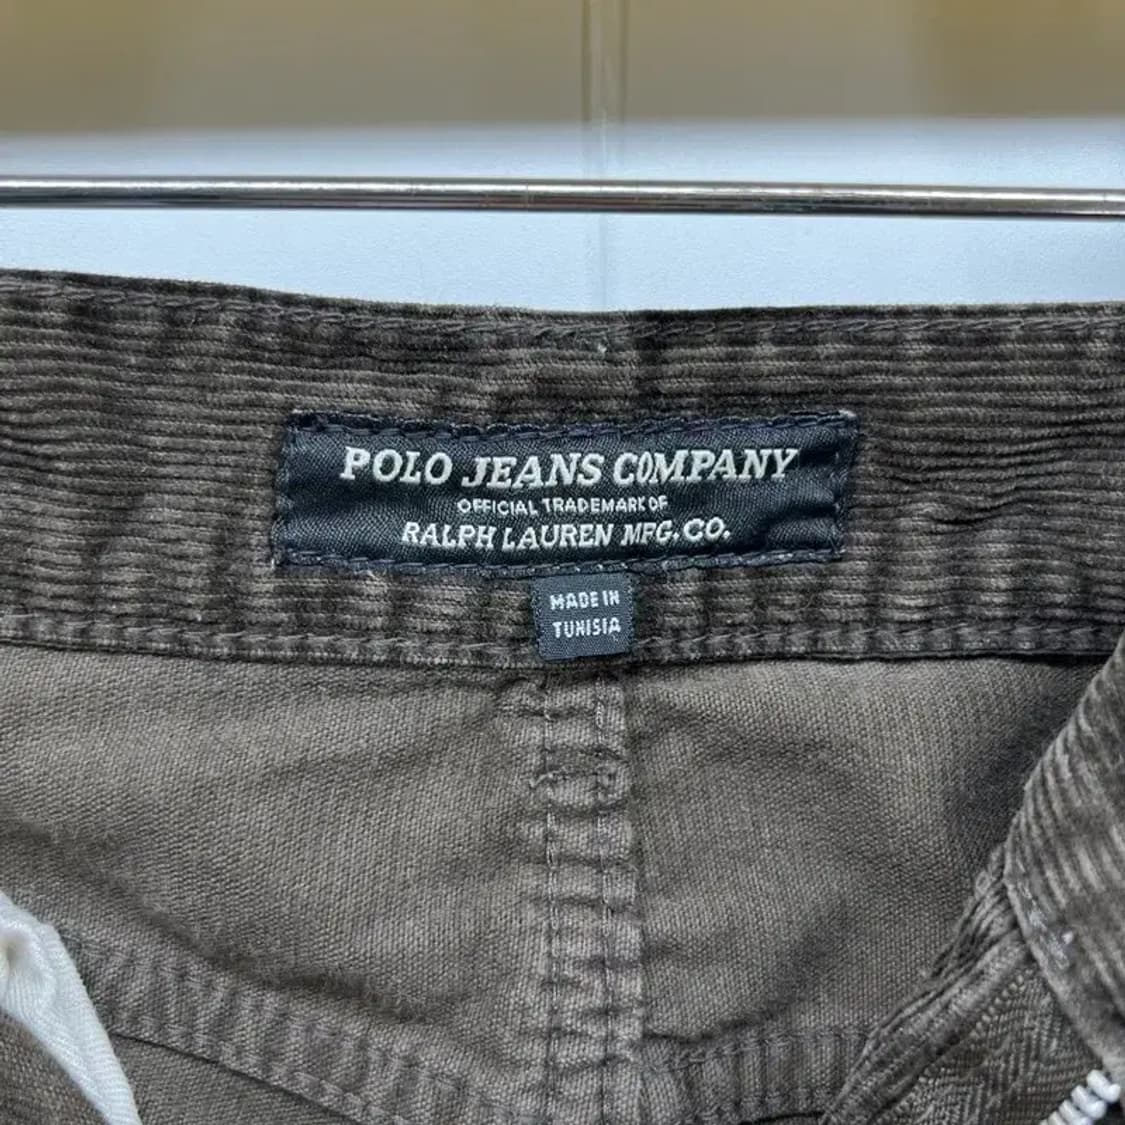 POLO JEANS COMPANY
OFFICIAL TRADEMARK OF
RALPH LAUREN MFG. CO.
MADE IN
TUNISIA